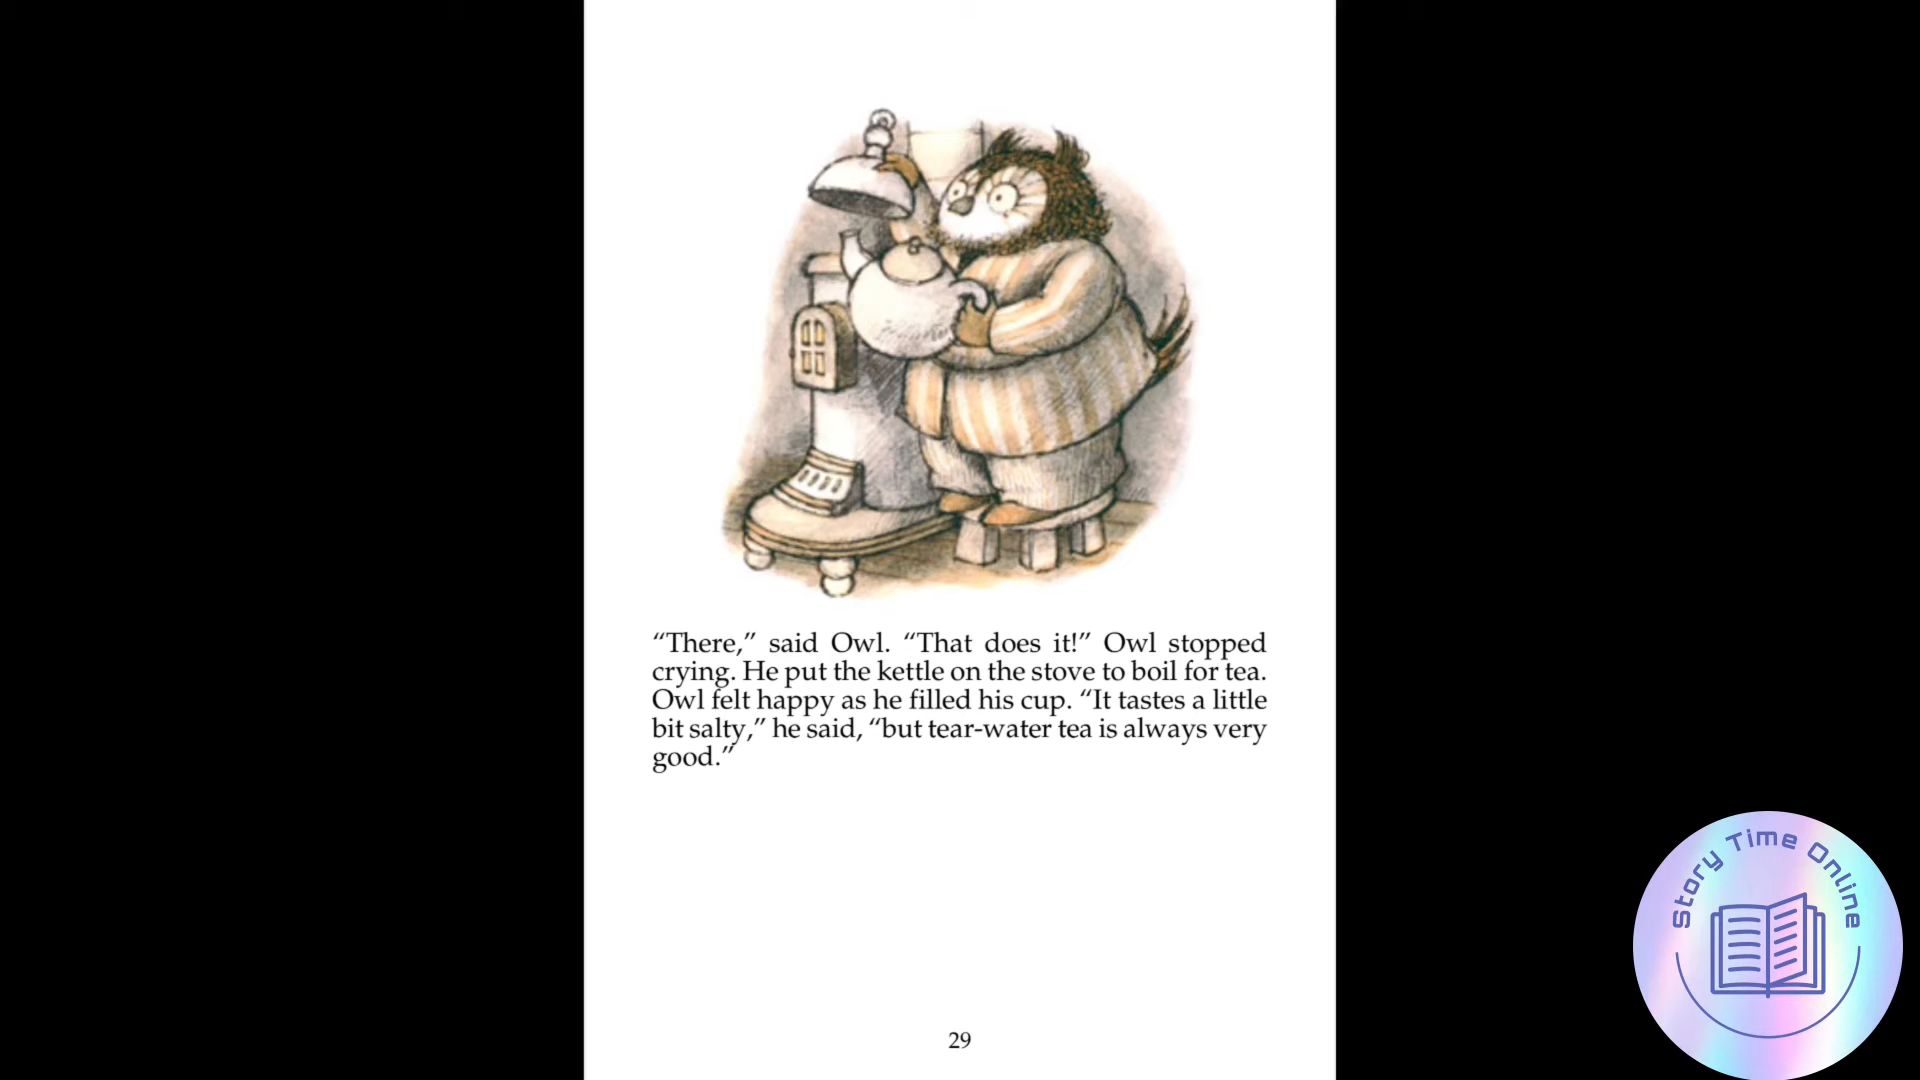 “There,” said Owl. “That does it!” Owl stopped
crying. He put the kettle on the stove to boil for tea.
Owl felt happy as he filled his cup. “It tastes a little
bit salty,” he said, “but tear-water tea is always very
good.”
29
Story Time Online